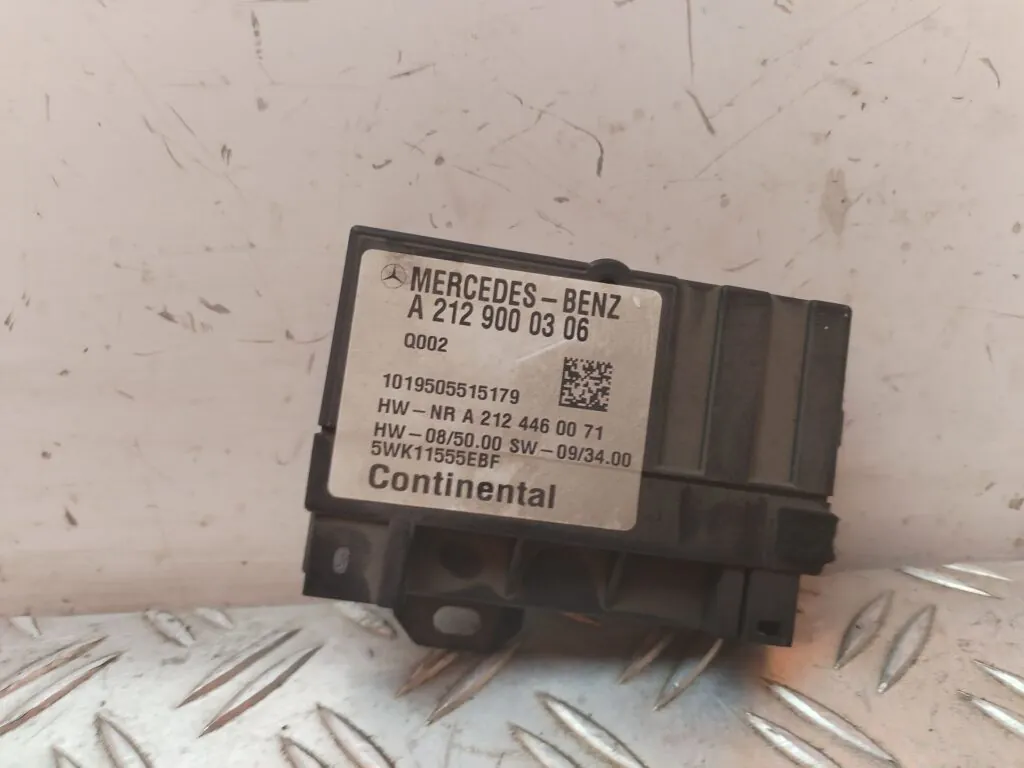 MERCEDES-BENZ
A 212 900 03 06
Q002
1019505515179
HW-NR A 212 446 00 71
HW-08/50.00 SW-09/34.00
5WK11555EBF
Continental